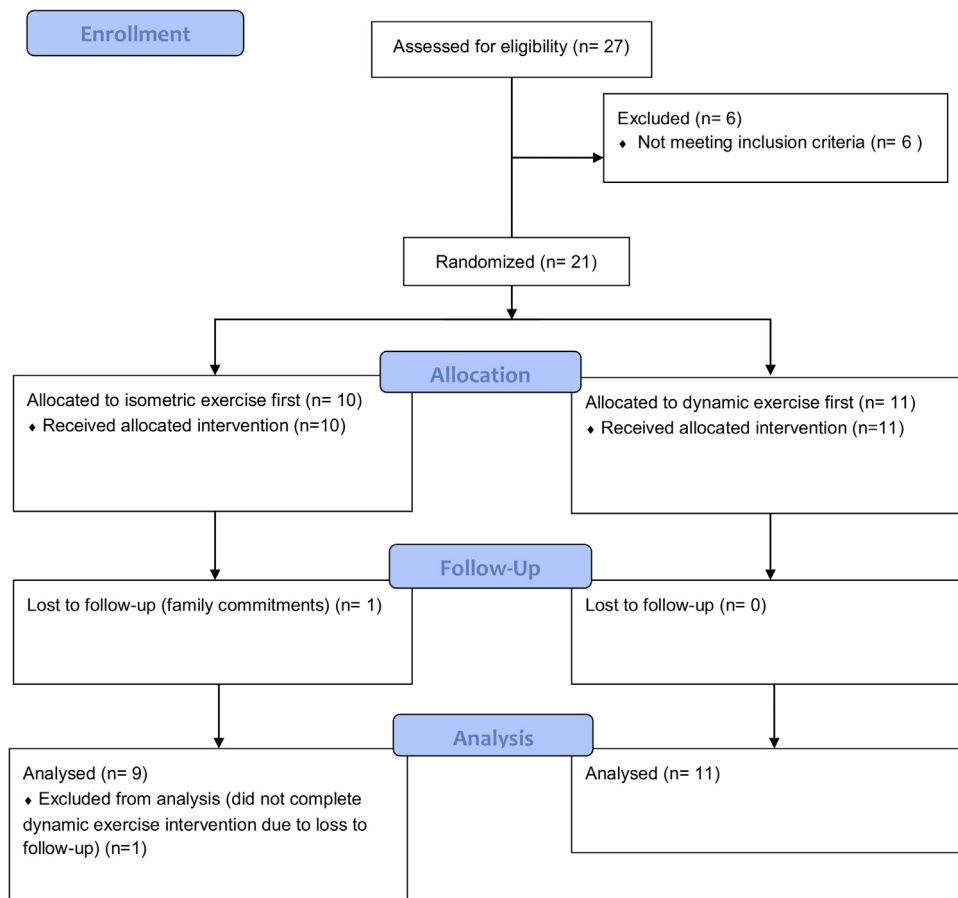 Enrollment
Assessed for eligibility (n= 27)
Excluded (n= 6)
♦ Not meeting inclusion criteria (n= 6 )
Randomized (n= 21)
Allocation
Allocated to isometric exercise first (n= 10)
♦ Received allocated intervention (n=10)
Allocated to dynamic exercise first (n= 11)
♦ Received allocated intervention (n=11)
Follow-Up
Lost to follow-up (family commitments) (n= 1)
Lost to follow-up (n= 0)
Analysis
Analysed (n= 9)
♦ Excluded from analysis (did not complete
dynamic exercise intervention due to loss to
follow-up) (n=1)
Analysed (n= 11)